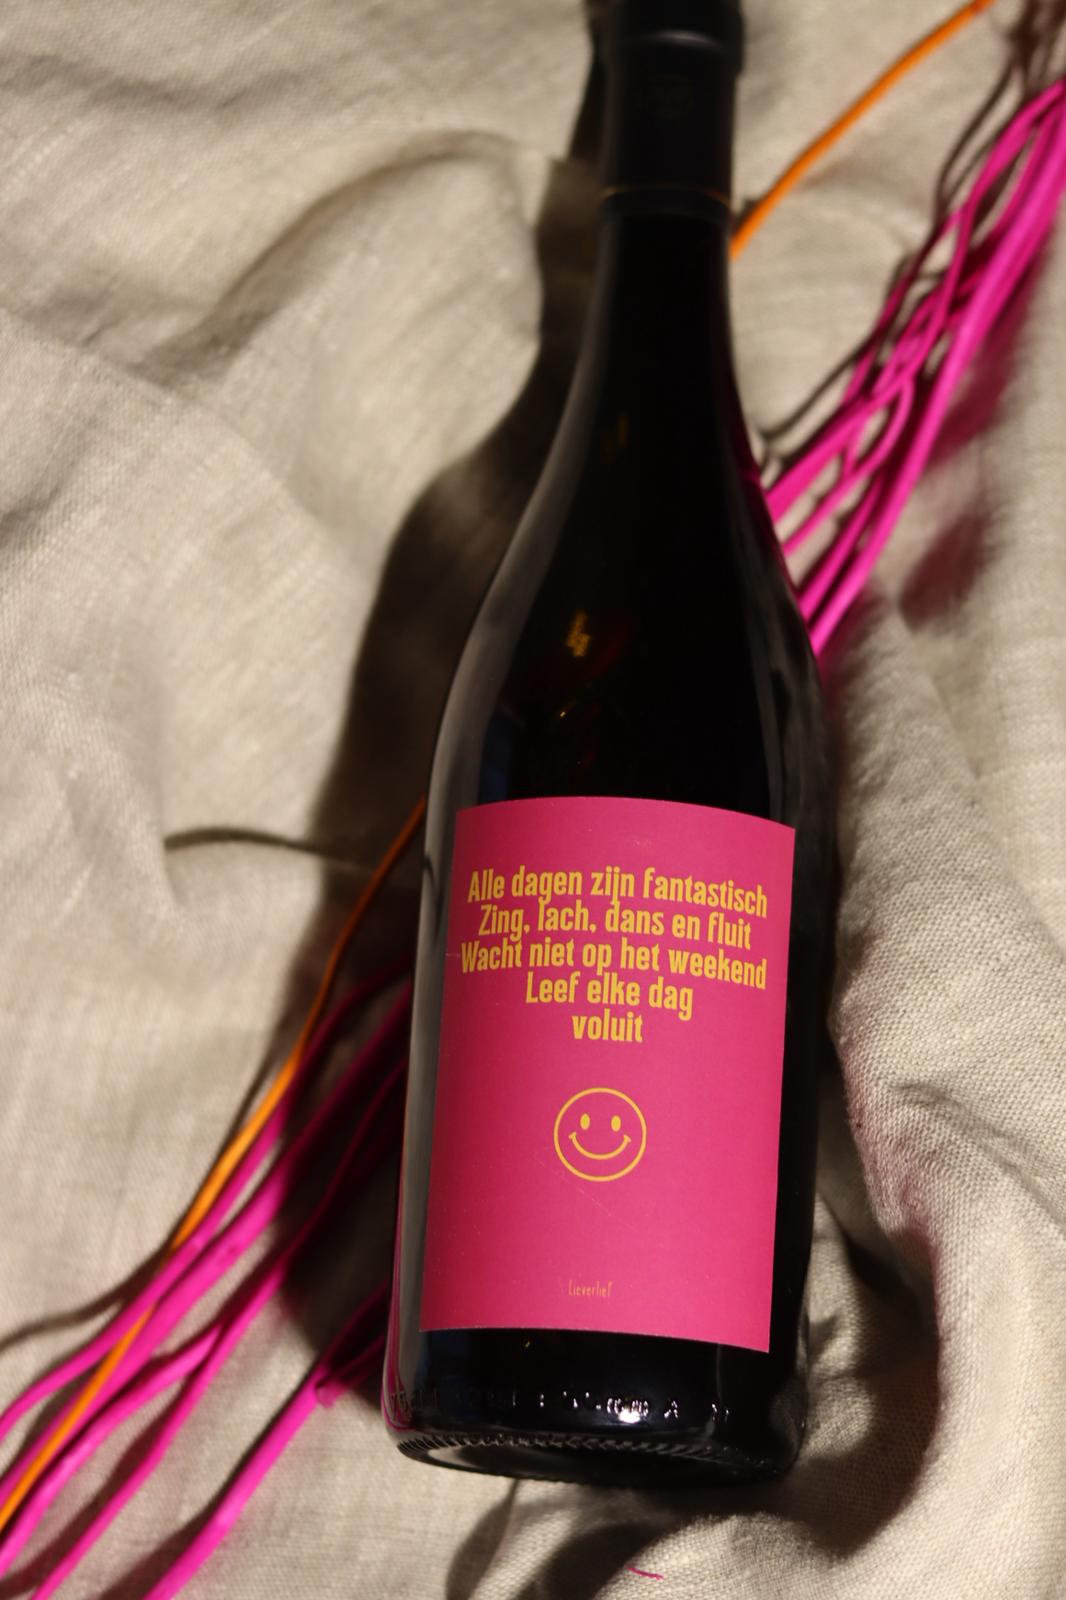 Alle dagen zijn fantastisch
Zing, lach, dans en fluit
Wacht niet op het weekend
Leef elke dag
voluit
Lieverlief